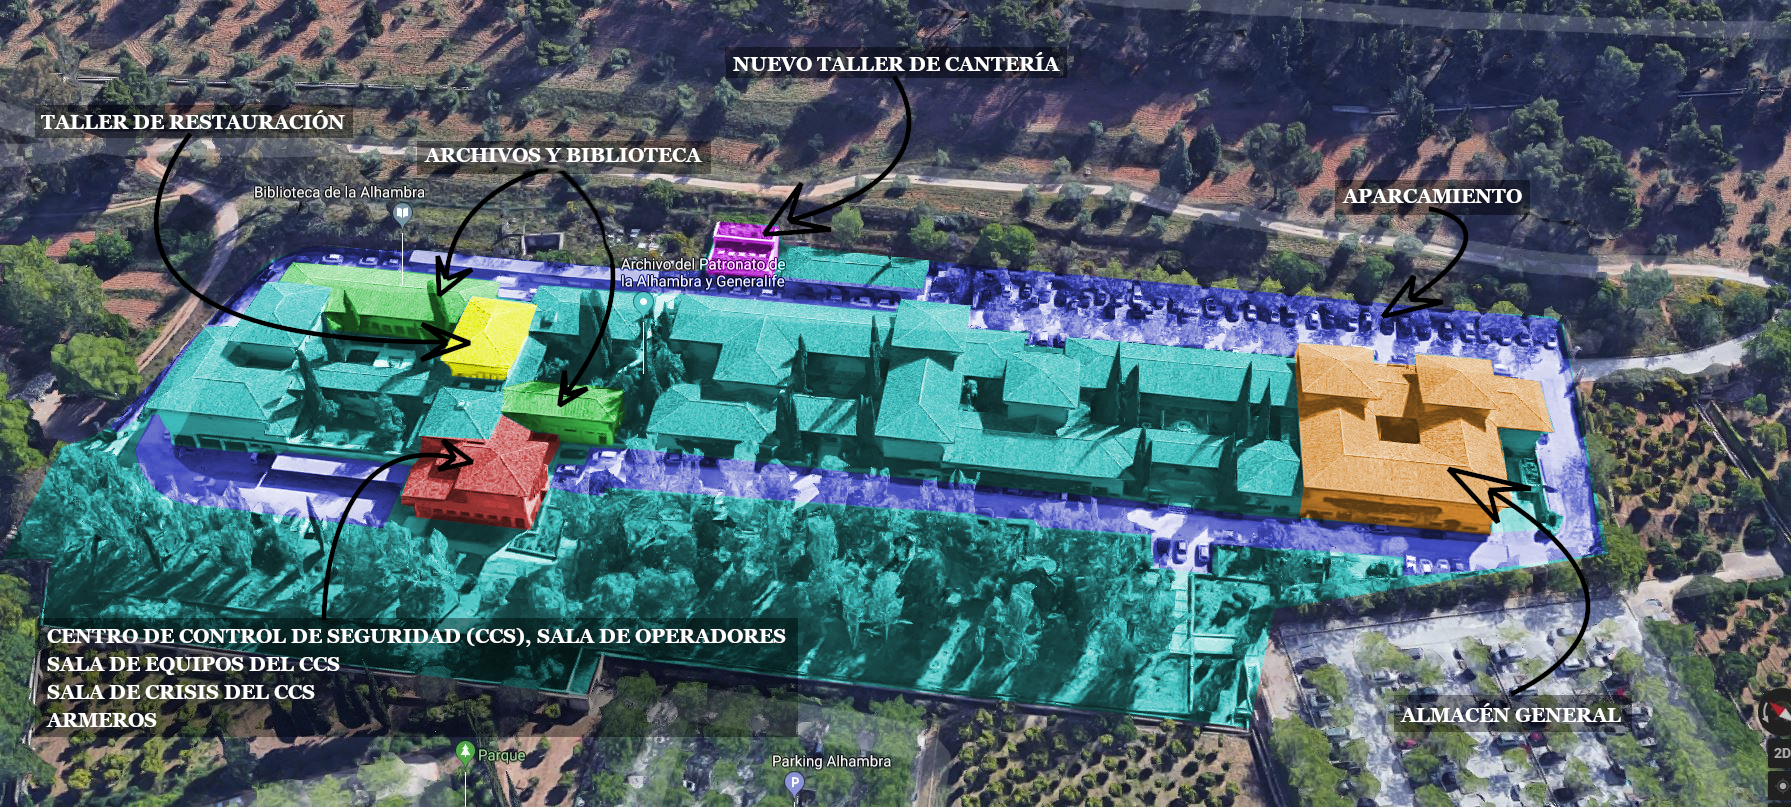 NUEVO TALLER DE CANTERÍA
TALLER DE RESTAURACIÓN
ARCHIVOS Y BIBLIOTECA
Biblioteca de la Alhambra
APARCAMIENTO
Archivo del Patronato de
la Alhambra y Generalife
CENTRO DE CONTROL DE SEGURIDAD (CCS), SALA DE OPERADORES
SALA DE EQUIPOS DEL CCS
SALA DE CRISIS DEL CCS
ARMEROS
ALMACÉN GENERAL
Parque
Parking Alhambra
P
2D